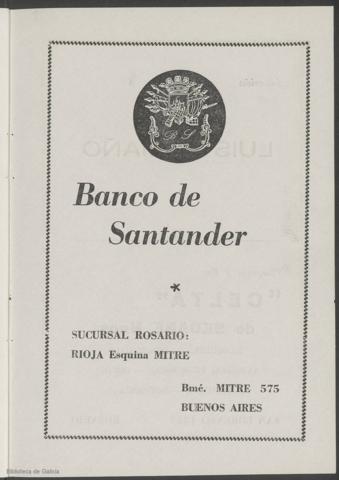 B S
Banco de
Santander
*
SUCURSAL ROSARIO:
RIOJA Esquina MITRE
Bmé. MITRE 575
BUENOS AIRES
Biblioteca de Galicia